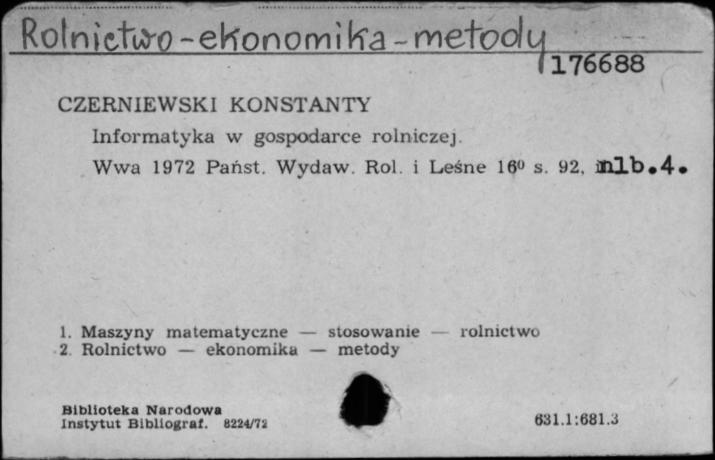 Rolnictwo - ekonomika - metody
176688
CZERNIEWSKI KONSTANTY
Informatyka w gospodarce rolniczej.
Wwa 1972 Państ. Wydaw. Rol. i Leśne 16⁰ s. 92, nlb.4.
1. Maszyny matematyczne — stosowanie — rolnictwo
2. Rolnictwo — ekonomika — metody
Biblioteka Narodowa
Instytut Bibliograf. 8224/72
631.1:681.3